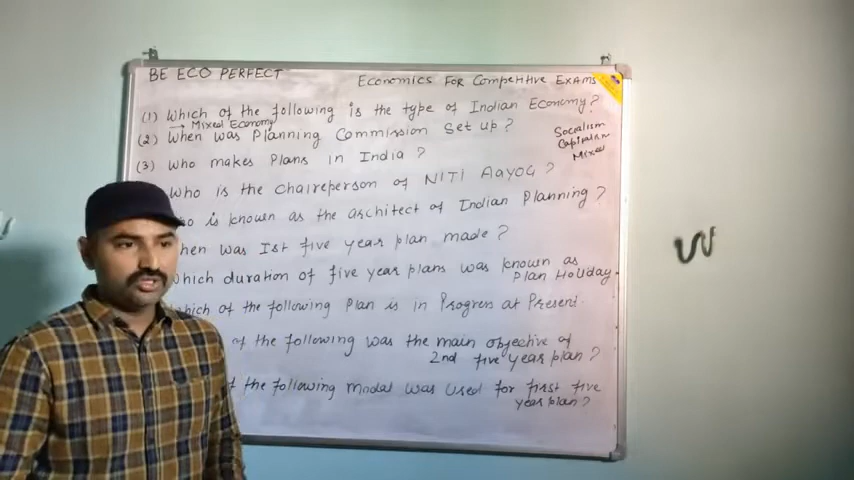 BE ECO PERFECT
Economics For Competitive Exams
(1) Which of the following is the type of Indian Economy?
→ Mixed Economy
(2) When was Planning Commission Set up?
Socialism
Capitalism
Mixed
(3) Who makes Plans in India?
Who is the chaireperson of NITI AAYOG?
is known as the architect of Indian Planning?
hen was Ist five year plan made?
hich duration of five year plans was known as
Plan Holiday.
hich of the following Plan is in Progress at Present.
of the following was the main objective of
2nd five year plan?
the following modal was used for first five
year plan?